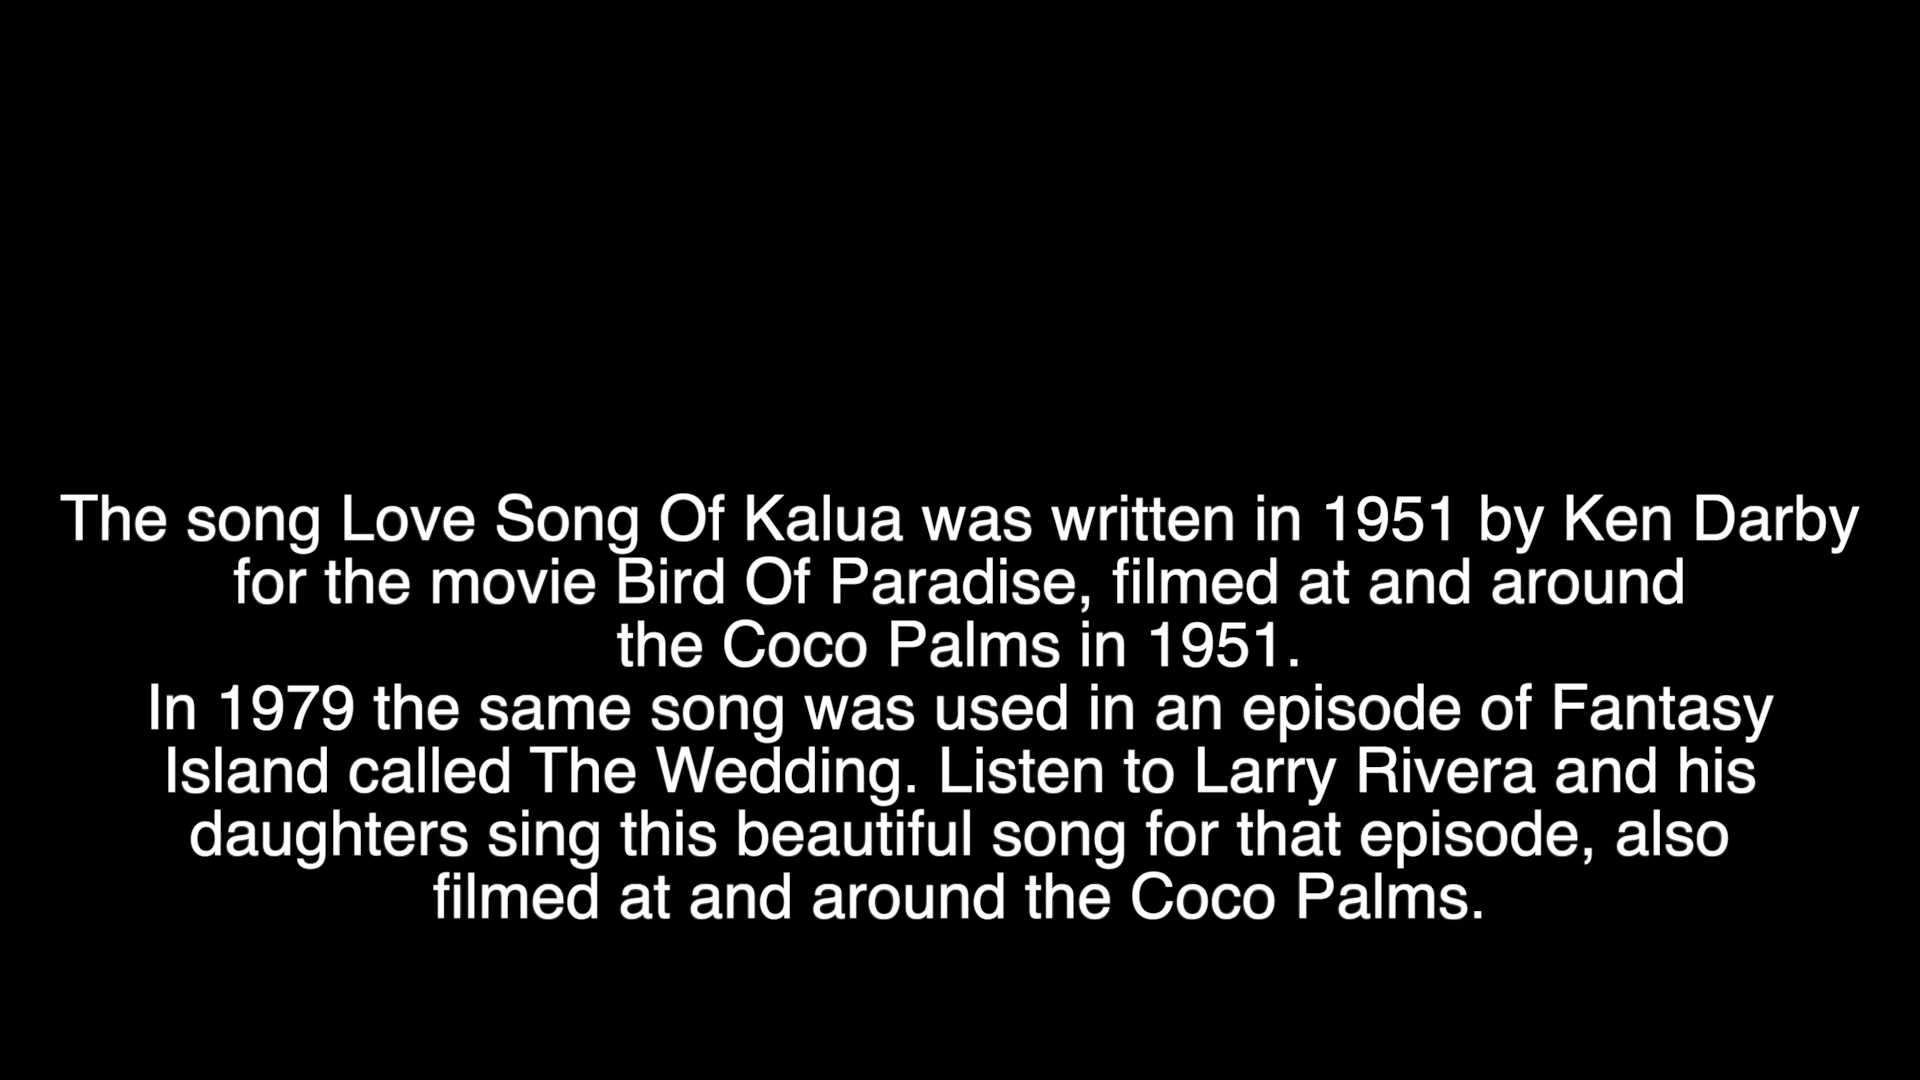 The song Love Song Of Kalua was written in 1951 by Ken Darby
for the movie Bird Of Paradise, filmed at and around
the Coco Palms in 1951.
In 1979 the same song was used in an episode of Fantasy
Island called The Wedding. Listen to Larry Rivera and his
daughters sing this beautiful song for that episode, also
filmed at and around the Coco Palms.